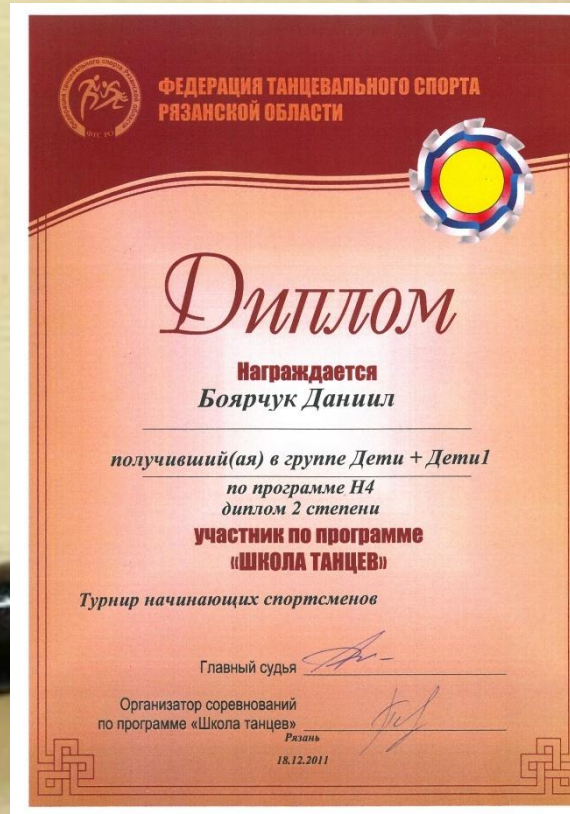 ФЕДЕРАЦИЯ ТАНЦЕВАЛЬНОГО СПОРТА
РЯЗАНСКОЙ ОБЛАСТИ
ФТС РО
Диплом
Награждается
Боярчук Даниил
получивший(ая) в группе Дети + Дети1
по программе Н4
диплом 2 степени
участник по программе
«ШКОЛА ТАНЦЕВ»
Турнир начинающих спортсменов
Главный судья
Организатор соревнований
по программе «Школа танцев»
Рязань
18.12.2011